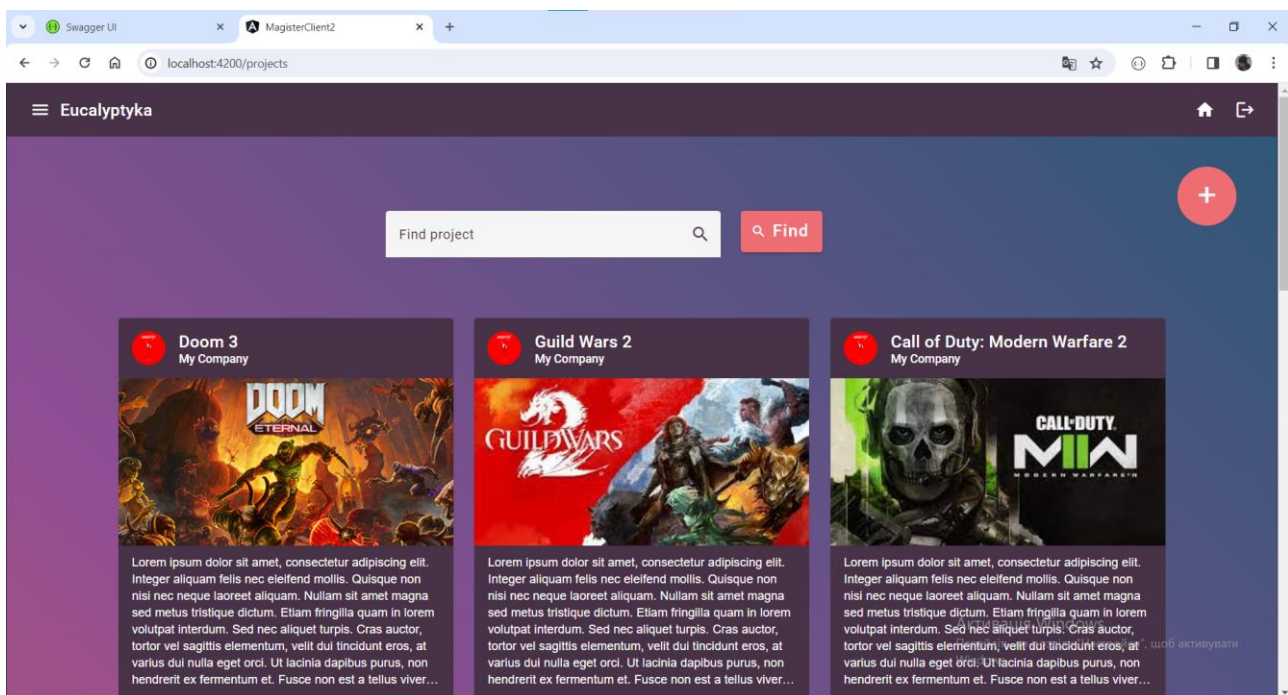 Swagger UI
MagisterClient2
localhost:4200/projects
Eucalyptyka
Find project
Find
Doom 3
My Company
DOOM
ETERNAL
Lorem ipsum dolor sit amet, consectetur adipiscing elit.
Integer aliquam felis nec eleifend mollis. Quisque non
nisi nec neque laoreet aliquam. Nullam sit amet magna
sed metus tristique dictum. Etiam fringilla quam in lorem
volutpat interdum. Sed nec aliquet turpis. Cras auctor,
tortor vel sagittis elementum, velit dui tincidunt eros, at
varius dui nulla eget orci. Ut lacinia dapibus purus, non
hendrerit ex fermentum et. Fusce non est a tellus viver…
Guild Wars 2
My Company
GUILD WARS
2
Lorem ipsum dolor sit amet, consectetur adipiscing elit.
Integer aliquam felis nec eleifend mollis. Quisque non
nisi nec neque laoreet aliquam. Nullam sit amet magna
sed metus tristique dictum. Etiam fringilla quam in lorem
volutpat interdum. Sed nec aliquet turpis. Cras auctor,
tortor vel sagittis elementum, velit dui tincidunt eros, at
varius dui nulla eget orci. Ut lacinia dapibus purus, non
hendrerit ex fermentum et. Fusce non est a tellus viver…
Call of Duty: Modern Warfare 2
My Company
CALL OF DUTY
MWII
MODERN WARFARE II
Lorem ipsum dolor sit amet, consectetur adipiscing elit.
Integer aliquam felis nec eleifend mollis. Quisque non
nisi nec neque laoreet aliquam. Nullam sit amet magna
sed metus tristique dictum. Etiam fringilla quam in lorem
volutpat interdum. Sed nec aliquet turpis. Cras auctor,
tortor vel sagittis elementum, velit dui tincidunt eros, at
varius dui nulla eget orci. Ut lacinia dapibus purus, non
hendrerit ex fermentum et. Fusce non est a tellus viver…
Активація Windows
щоб активувати
Windows.